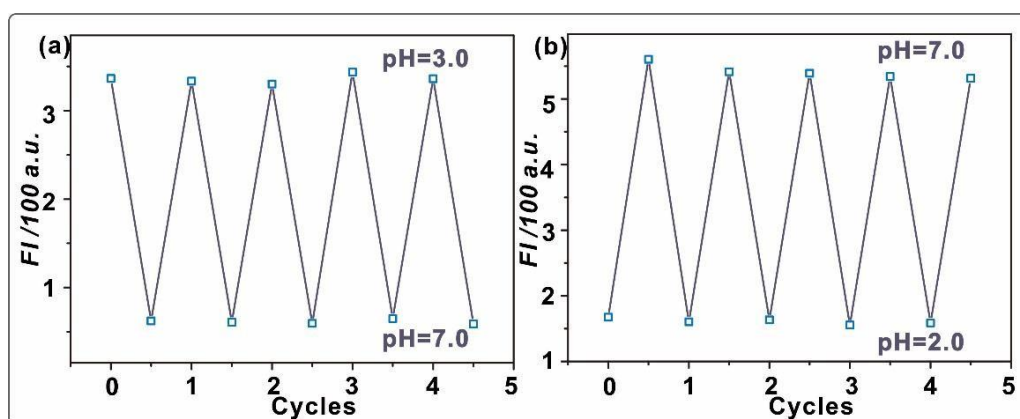 (a)
pH=3.0
3
2
1
pH=7.0
0 1 2 3 4 5
Cycles
FI/100 a.u.
(b)
pH=7.0
5
4
3
2
1
pH=2.0
0 1 2 3 4 5
Cycles
FI/100 a.u.